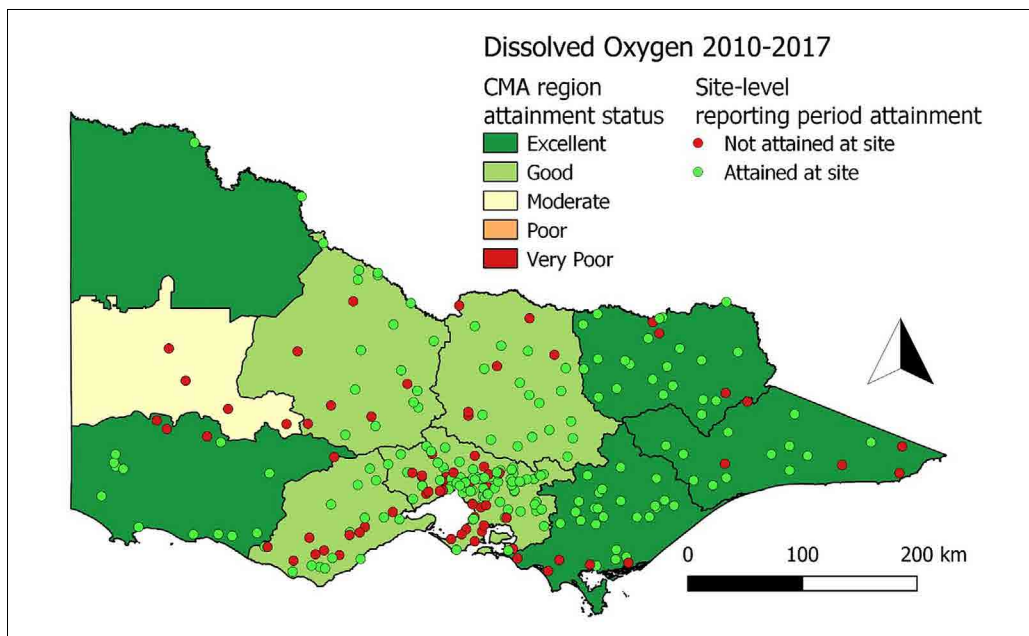 Dissolved Oxygen 2010-2017
CMA region
attainment status
Excellent
Good
Moderate
Poor
Very Poor
Site-level
reporting period attainment
Not attained at site
Attained at site
0 100 200 km